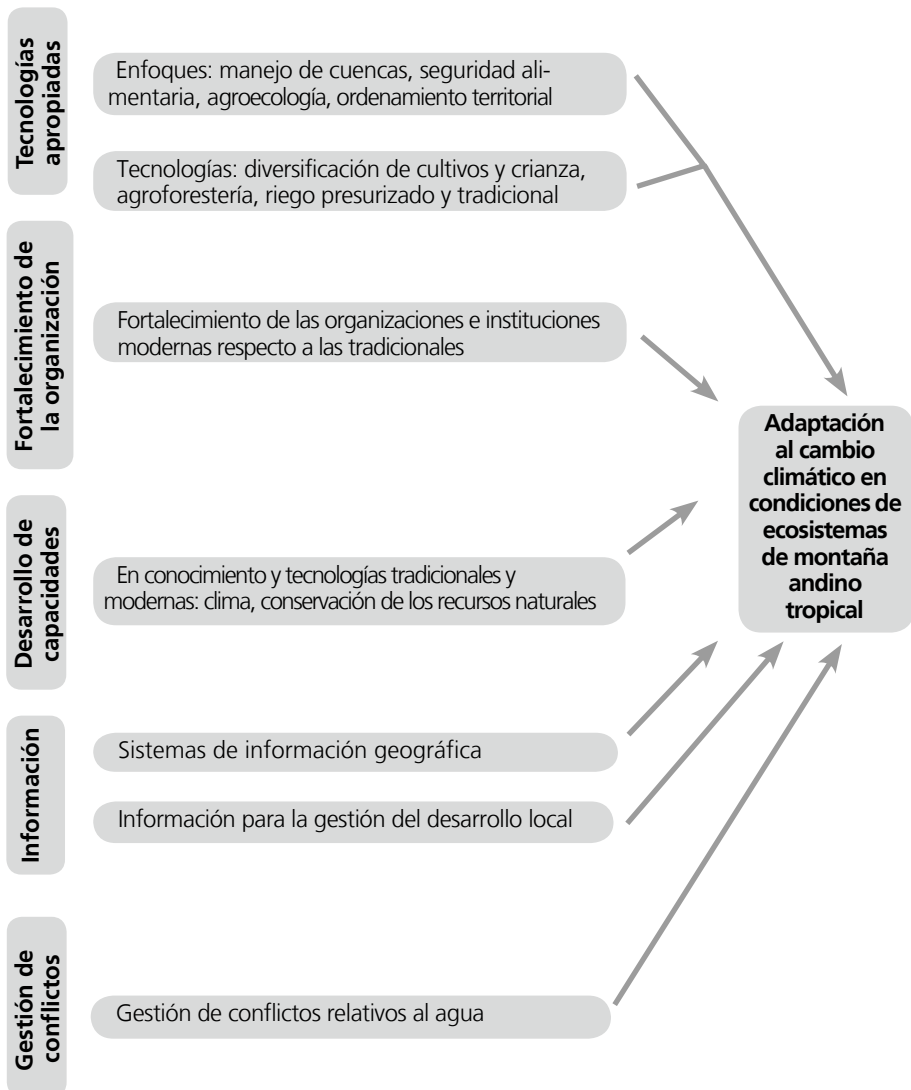 Tecnologías
apropiadas
Enfoques: manejo de cuencas, seguridad ali-
mentaria, agroecología, ordenamiento territorial
Tecnologías: diversificación de cultivos y crianza,
agroforestería, riego presurizado y tradicional
Fortalecimiento de
la organización
Fortalecimiento de las organizaciones e instituciones
modernas respecto a las tradicionales
Desarrollo de
capacidades
En conocimiento y tecnologías tradicionales y
modernas: clima, conservación de los recursos naturales
Información
Sistemas de información geográfica
Información para la gestión del desarrollo local
Gestión de
conflictos
Gestión de conflictos relativos al agua
Adaptación
al cambio
climático en
condiciones de
ecosistemas
de montaña
andino
tropical